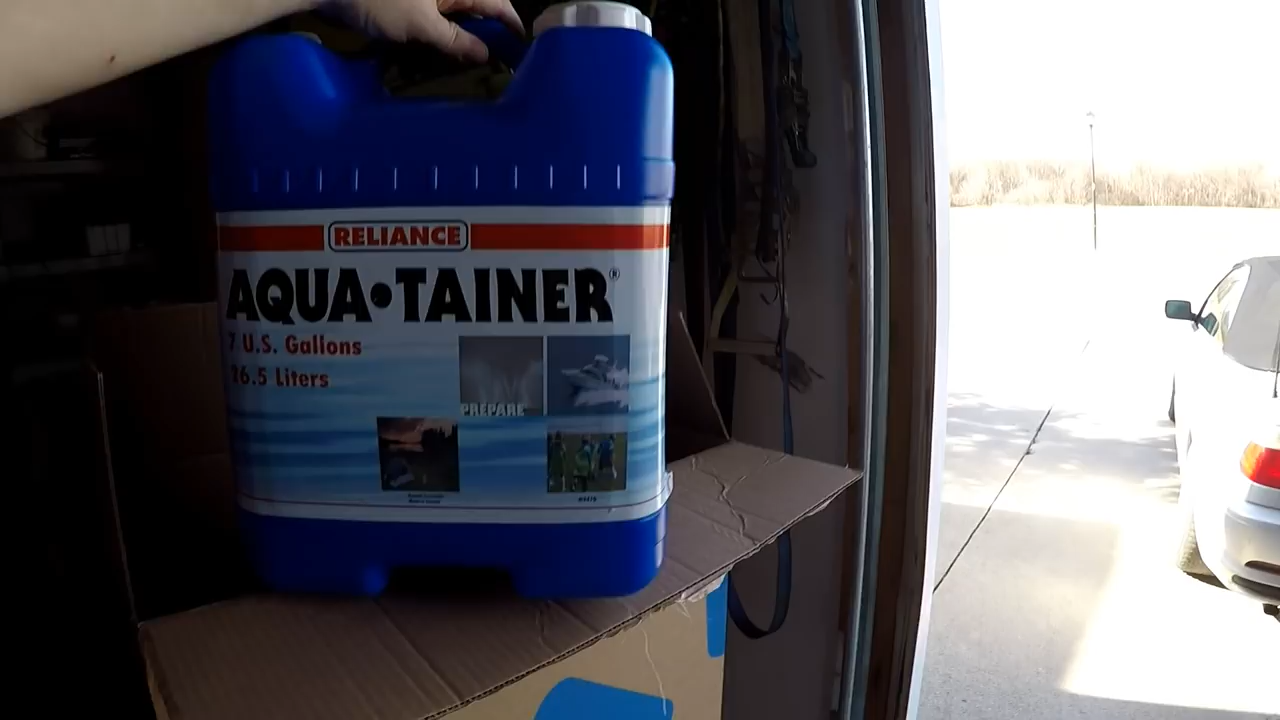 RELIANCE
AQUA•TAINER®
7 U.S. Gallons
26.5 Liters
PREPARE